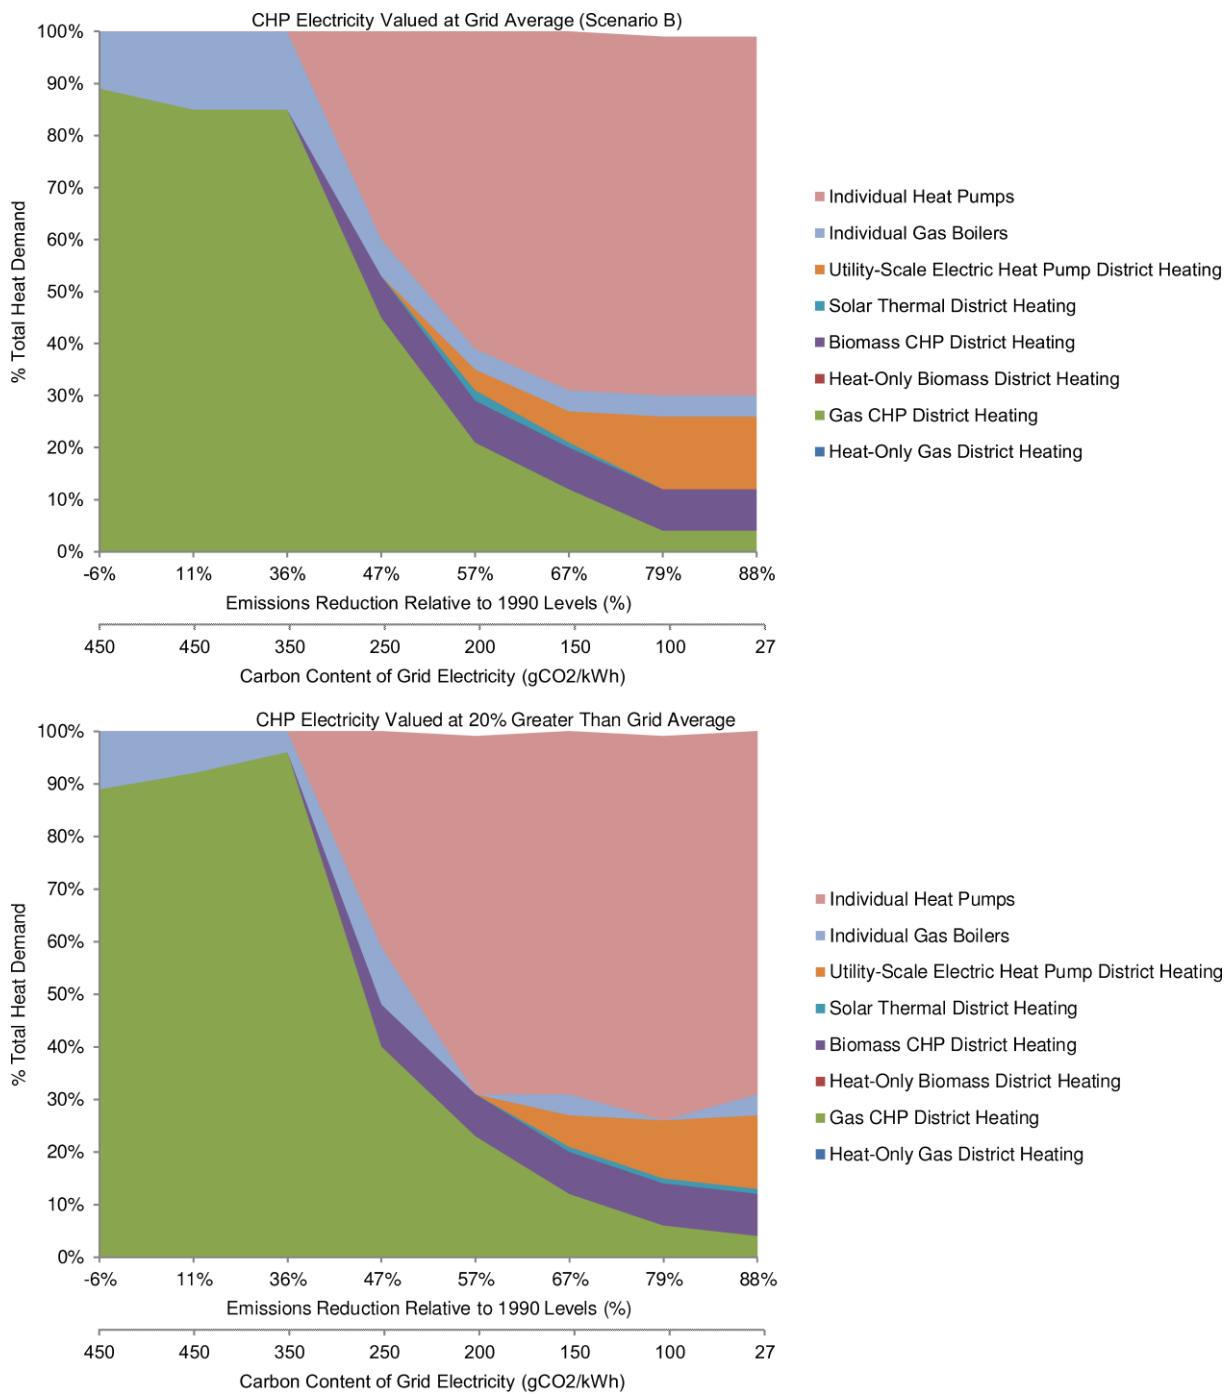 CHP Electricity Valued at Grid Average (Scenario B)
100%
90%
80%
70%
60%
50%
40%
30%
20%
10%
0%
% Total Heat Demand
-6% 11% 36% 47% 57% 67% 79% 88%
Emissions Reduction Relative to 1990 Levels (%)
450 450 350 250 200 150 100 27
Carbon Content of Grid Electricity (gCO2/kWh)
Individual Heat Pumps
Individual Gas Boilers
Utility-Scale Electric Heat Pump District Heating
Solar Thermal District Heating
Biomass CHP District Heating
Heat-Only Biomass District Heating
Gas CHP District Heating
Heat-Only Gas District Heating
CHP Electricity Valued at 20% Greater Than Grid Average
100%
90%
80%
70%
60%
50%
40%
30%
20%
10%
0%
% Total Heat Demand
-6% 11% 36% 47% 57% 67% 79% 88%
Emissions Reduction Relative to 1990 Levels (%)
450 450 350 250 200 150 100 27
Carbon Content of Grid Electricity (gCO2/kWh)
Individual Heat Pumps
Individual Gas Boilers
Utility-Scale Electric Heat Pump District Heating
Solar Thermal District Heating
Biomass CHP District Heating
Heat-Only Biomass District Heating
Gas CHP District Heating
Heat-Only Gas District Heating